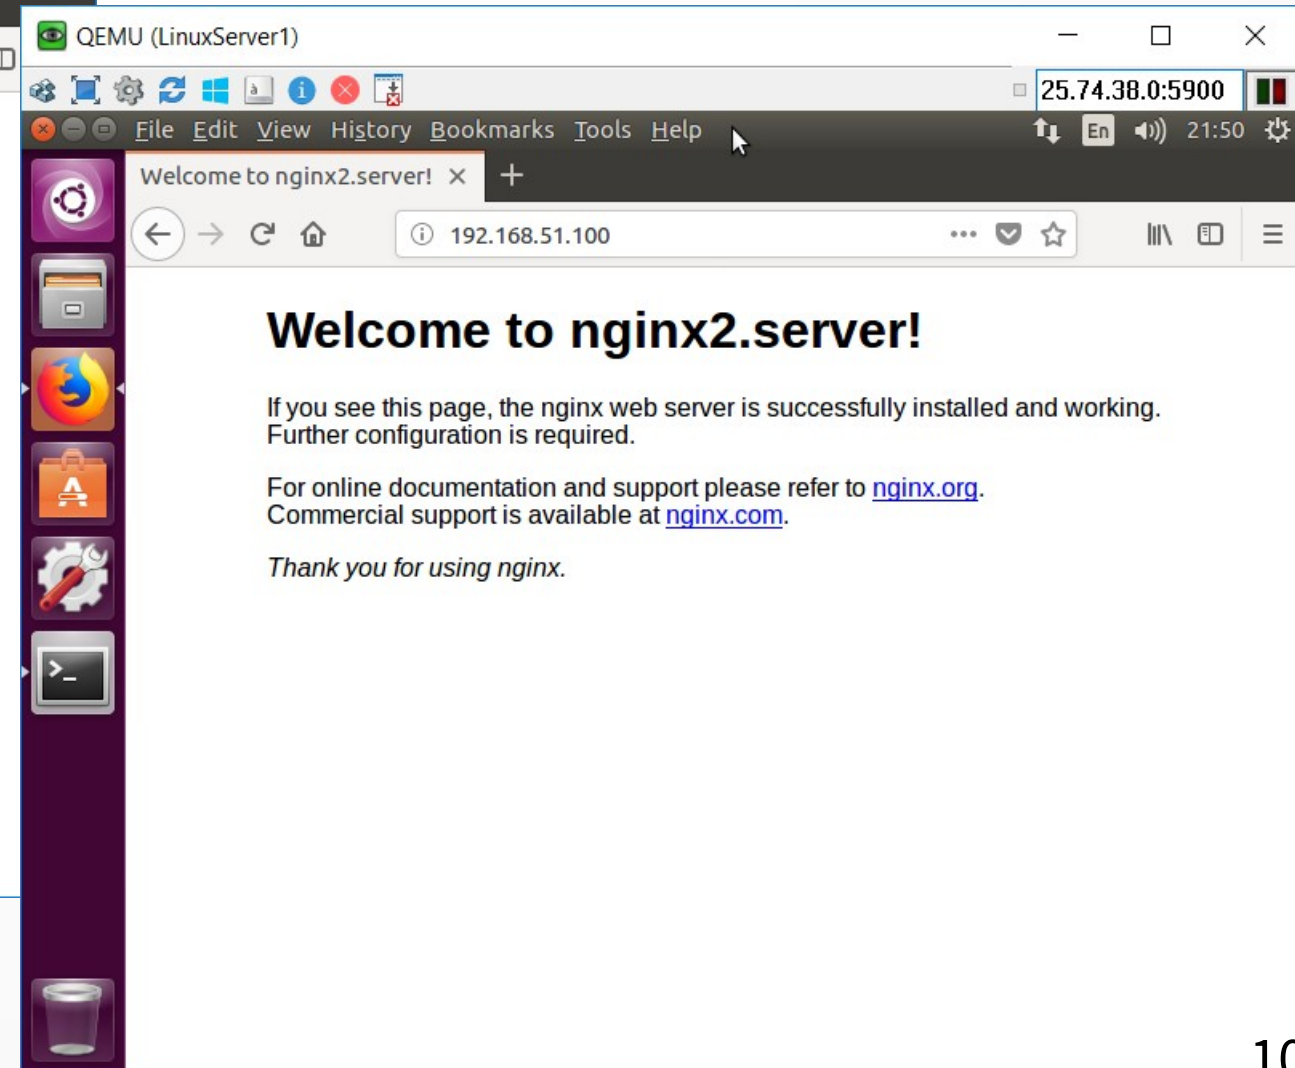 QEMU (LinuxServer1)
25.74.38.0:5900
File Edit View History Bookmarks Tools Help
En 21:50
Welcome to nginx2.server!
192.168.51.100
Welcome to nginx2.server!
If you see this page, the nginx web server is successfully installed and working.
Further configuration is required.
For online documentation and support please refer to nginx.org.
Commercial support is available at nginx.com.
Thank you for using nginx.
10